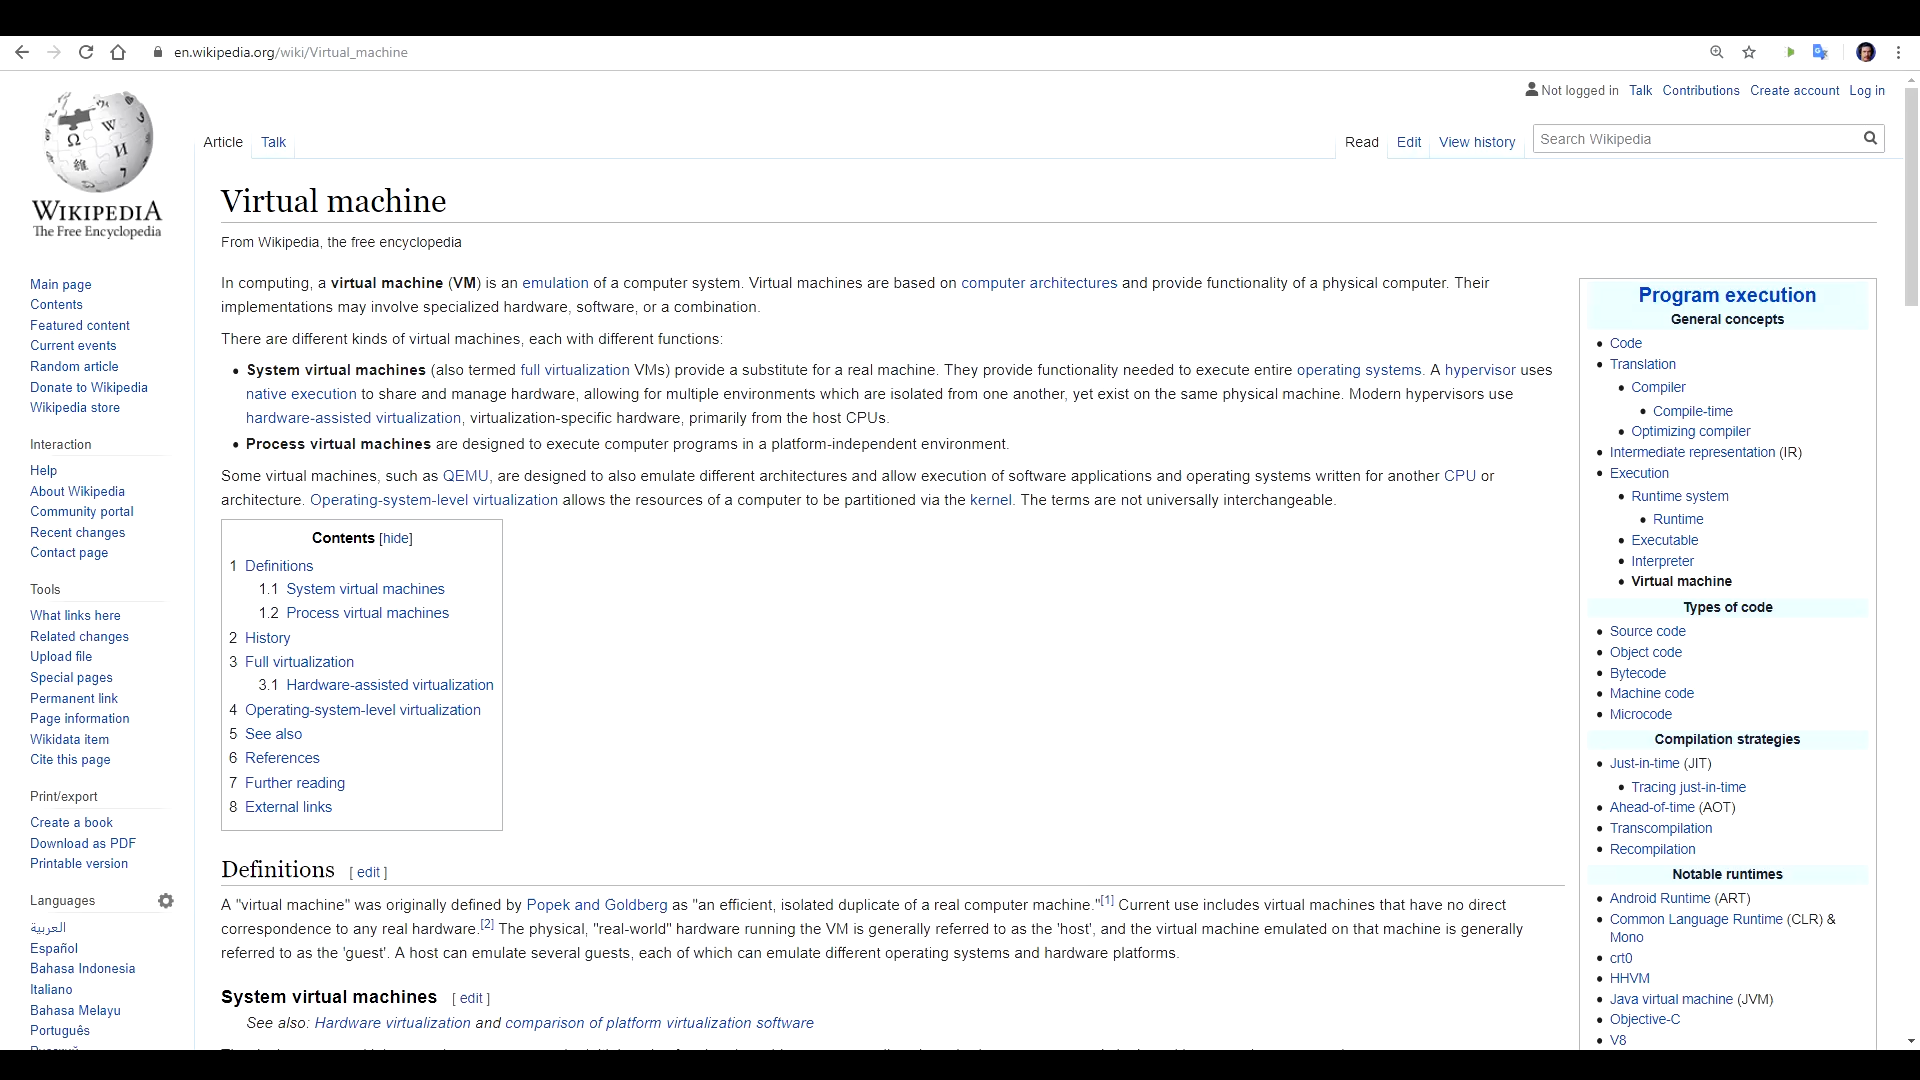 en.wikipedia.org/wiki/Virtual_machine
Not logged in Talk Contributions Create account Log in
Article Talk Read Edit View history Search Wikipedia
WIKIPEDIA
The Free Encyclopedia
Main page
Contents
Featured content
Current events
Random article
Donate to Wikipedia
Wikipedia store
Interaction
Help
About Wikipedia
Community portal
Recent changes
Contact page
Tools
What links here
Related changes
Upload file
Special pages
Permanent link
Page information
Wikidata item
Cite this page
Print/export
Create a book
Download as PDF
Printable version
Languages
العربية
Español
Bahasa Indonesia
Italiano
Bahasa Melayu
Português
Virtual machine
From Wikipedia, the free encyclopedia
In computing, a virtual machine (VM) is an emulation of a computer system. Virtual machines are based on computer architectures and provide functionality of a physical computer. Their
implementations may involve specialized hardware, software, or a combination.
There are different kinds of virtual machines, each with different functions:
• System virtual machines (also termed full virtualization VMs) provide a substitute for a real machine. They provide functionality needed to execute entire operating systems. A hypervisor uses
native execution to share and manage hardware, allowing for multiple environments which are isolated from one another, yet exist on the same physical machine. Modern hypervisors use
hardware-assisted virtualization, virtualization-specific hardware, primarily from the host CPUs.
• Process virtual machines are designed to execute computer programs in a platform-independent environment.
Some virtual machines, such as QEMU, are designed to also emulate different architectures and allow execution of software applications and operating systems written for another CPU or
architecture. Operating-system-level virtualization allows the resources of a computer to be partitioned via the kernel. The terms are not universally interchangeable.
Contents [hide]
1 Definitions
1.1 System virtual machines
1.2 Process virtual machines
2 History
3 Full virtualization
3.1 Hardware-assisted virtualization
4 Operating-system-level virtualization
5 See also
6 References
7 Further reading
8 External links
Definitions [ edit ]
A "virtual machine" was originally defined by Popek and Goldberg as "an efficient, isolated duplicate of a real computer machine."[1] Current use includes virtual machines that have no direct
correspondence to any real hardware.[2] The physical, "real-world" hardware running the VM is generally referred to as the 'host', and the virtual machine emulated on that machine is generally
referred to as the 'guest'. A host can emulate several guests, each of which can emulate different operating systems and hardware platforms.
System virtual machines [ edit ]
See also: Hardware virtualization and comparison of platform virtualization software
Program execution
General concepts
• Code
• Translation
• Compiler
• Compile-time
• Optimizing compiler
• Intermediate representation (IR)
• Execution
• Runtime system
• Runtime
• Executable
• Interpreter
• Virtual machine
Types of code
• Source code
• Object code
• Bytecode
• Machine code
• Microcode
Compilation strategies
• Just-in-time (JIT)
• Tracing just-in-time
• Ahead-of-time (AOT)
• Transcompilation
• Recompilation
Notable runtimes
• Android Runtime (ART)
• Common Language Runtime (CLR) &
Mono
• crt0
• HHVM
• Java virtual machine (JVM)
• Objective-C
• V8